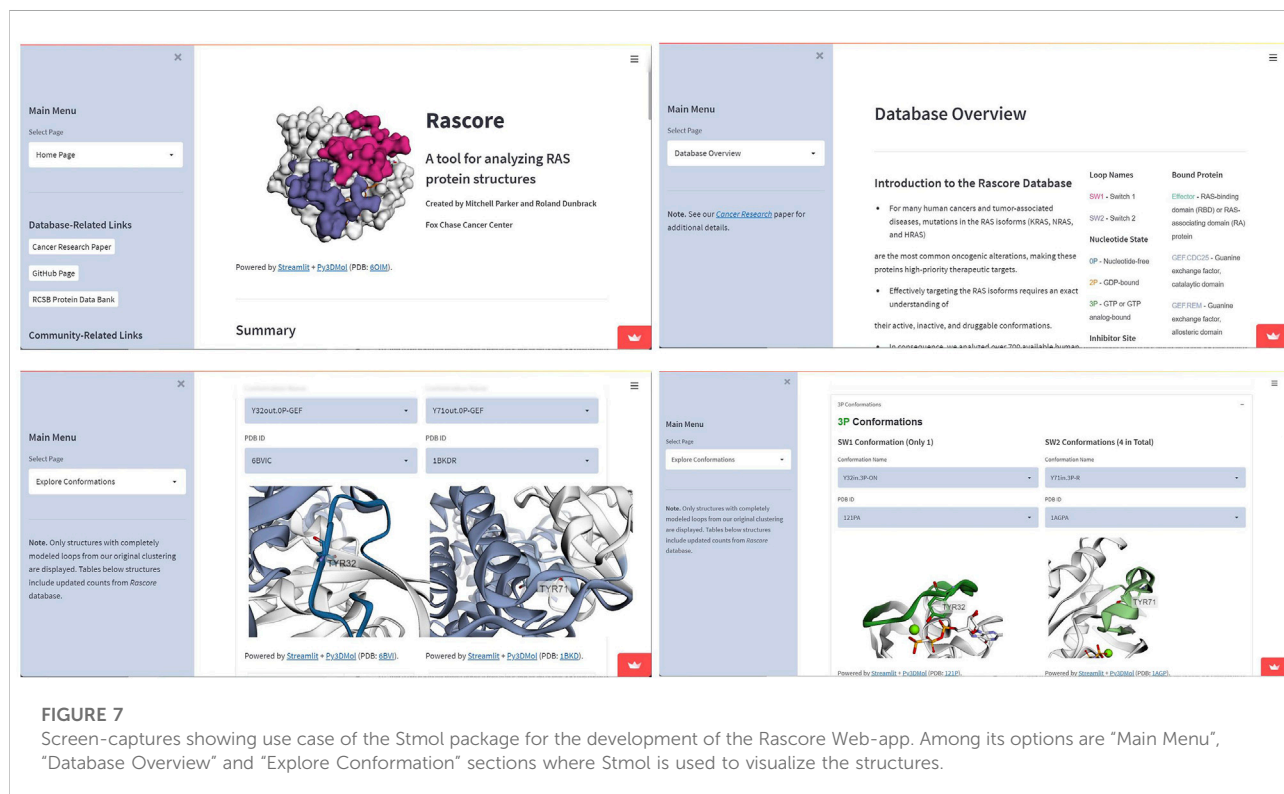 ×
≡
Main Menu
Select Page
Home Page
Database-Related Links
Cancer Research Paper
GitHub Page
RCSB Protein Data Bank
Community-Related Links
Rascore
A tool for analyzing RAS
protein structures
Created by Mitchell Parker and Roland Dunbrack
Fox Chase Cancer Center
Powered by Streamlit + Py3DMol (PDB: 6OIM).
Summary
×
≡
Main Menu
Select Page
Database Overview
Note. See our Cancer Research paper for
additional details.
Database Overview
Introduction to the Rascore Database
• For many human cancers and tumor-associated
diseases, mutations in the RAS isoforms (KRAS, NRAS,
and HRAS)
are the most common oncogenic alterations, making these
proteins high-priority therapeutic targets.
• Effectively targeting the RAS isoforms requires an exact
understanding of
their active, inactive, and druggable conformations.
• In consequence, we analyzed over 700 available human
Loop Names
SW1 - Switch 1
SW2 - Switch 2
Nucleotide State
0P - Nucleotide-free
2P - GDP-bound
3P - GTP or GTP
analog-bound
Inhibitor Site
Bound Protein
Effector - RAS-binding
domain (RBD) or RAS-
associating domain (RA)
protein
GEF.CDC25 - Guanine
exchange factor,
catalaytic domain
GEF.REM - Guanine
exchange factor,
allosteric domain
×
≡
Main Menu
Select Page
Explore Conformations
Note. Only structures with completely
modeled loops from our original clustering
are displayed. Tables below structures
include updated counts from Rascore
database.
Conformation Name Conformation Name
Y32out.0P-GEF Y71out.0P-GEF
PDB ID PDB ID
6BVIC 1BKDR
TYR32 TYR71
Powered by Streamlit + Py3DMol (PDB: 6BVI). Powered by Streamlit + Py3DMol (PDB: 1BKD).
×
≡
Main Menu
Select Page
Explore Conformations
Note. Only structures with completely
modeled loops from our original clustering
are displayed. Tables below structures
include updated counts from Rascore
database.
3P Conformations
3P Conformations
SW1 Conformation (Only 1) SW2 Conformations (4 in Total)
Conformation Name Conformation Name
Y32in.3P-ON Y71in.3P-R
PDB ID PDB ID
121PA 1AGPA
TYR32 TYR71
Powered by Streamlit + Py3DMol (PDB: 121P). Powered by Streamlit + Py3DMol (PDB: 1AGP).
FIGURE 7
Screen-captures showing use case of the Stmol package for the development of the Rascore Web-app. Among its options are “Main Menu”,
“Database Overview” and “Explore Conformation” sections where Stmol is used to visualize the structures.